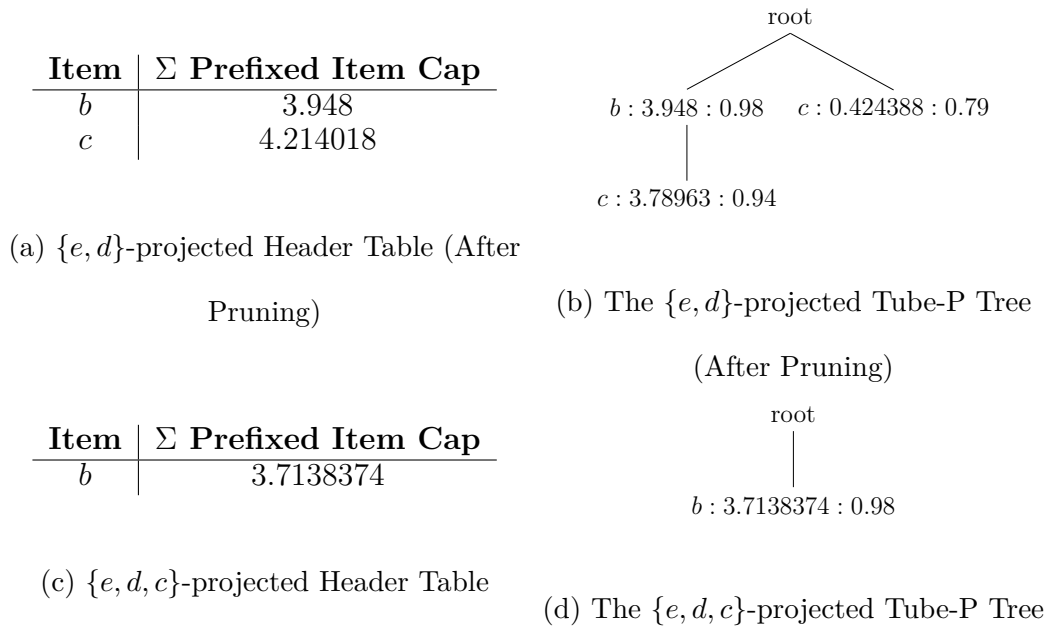 Item Σ Prefixed Item Cap
b 3.948
c 4.214018
(a) {e, d}-projected Header Table (After
Pruning)
root
b : 3.948 : 0.98 c : 0.424388 : 0.79
c : 3.78963 : 0.94
(b) The {e, d}-projected Tube-P Tree
(After Pruning)
Item Σ Prefixed Item Cap
b 3.7138374
(c) {e, d, c}-projected Header Table
root
b : 3.7138374 : 0.98
(d) The {e, d, c}-projected Tube-P Tree